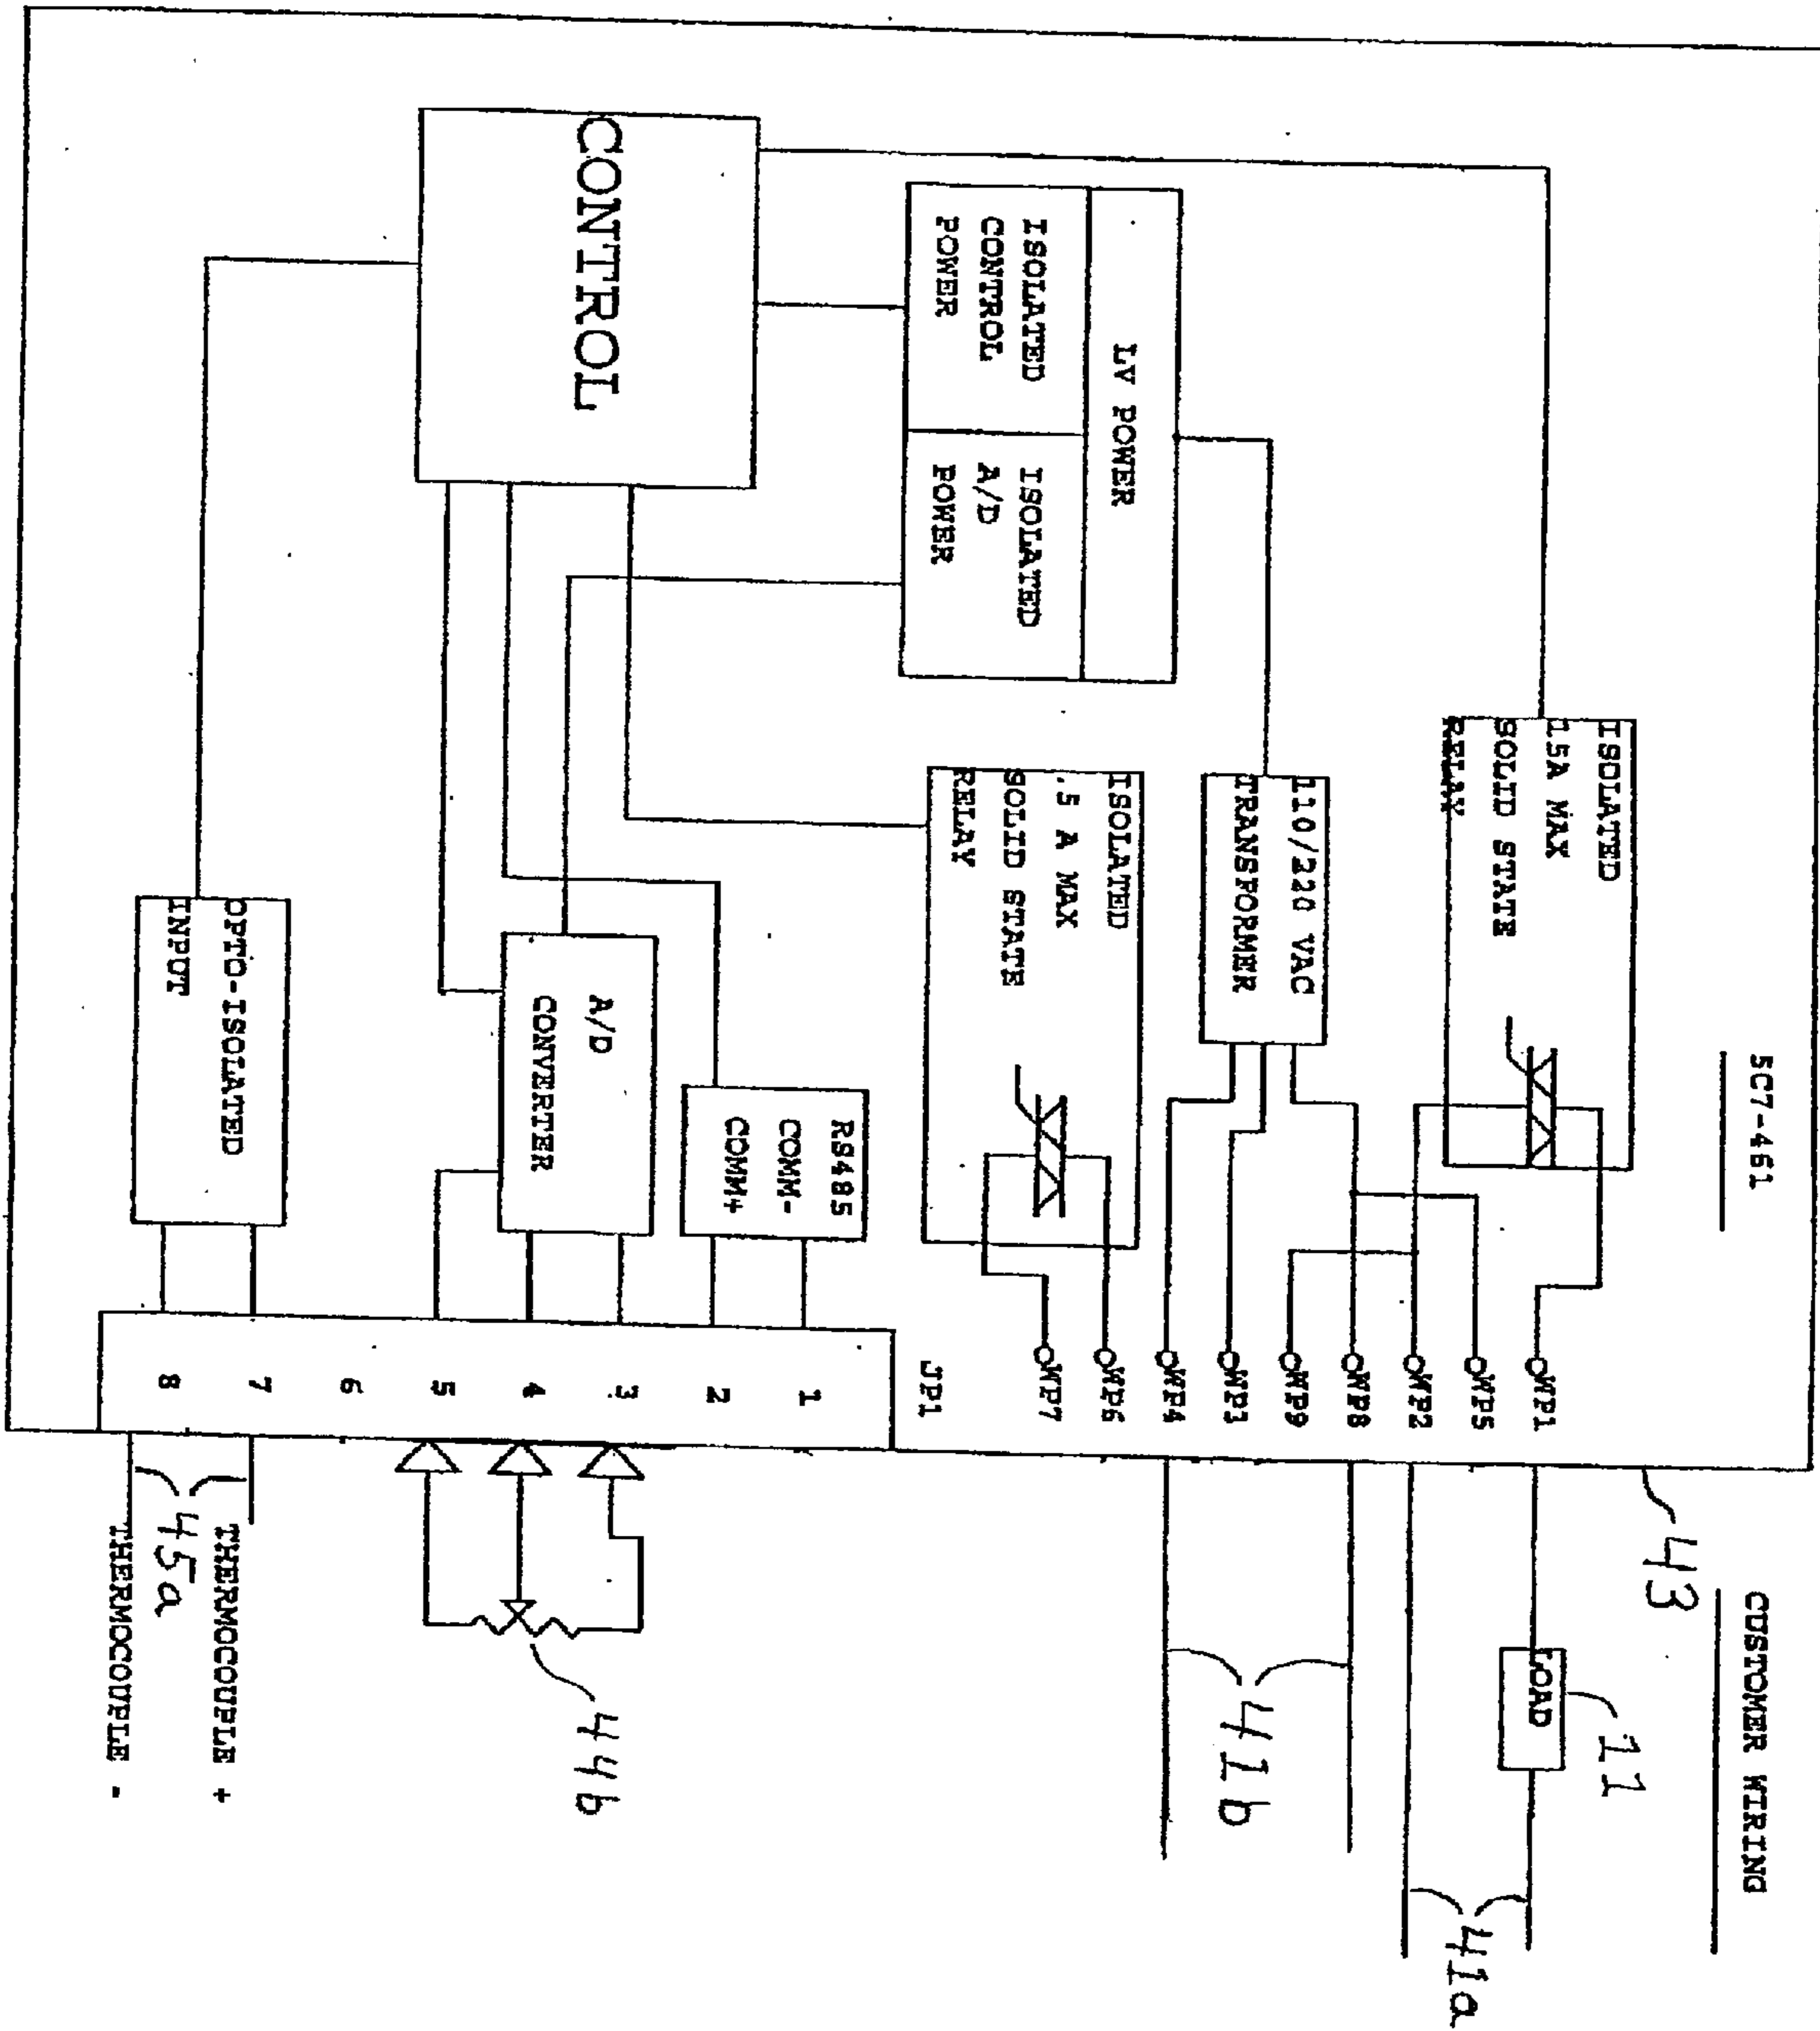 5C7-461
CUSTOMER WIRING
43
ISOLATED
15A MAX
SOLID STATE
RELAY
WP1
LOAD
11
WP5
WP2
41a
WP8
WP9
WP3
WP4
41b
110/220 VAC
TRANSFORMER
LV POWER
ISOLATED
CONTROL
POWER
ISOLATED
A/D
POWER
ISOLATED
.5 A MAX
SOLID STATE
RELAY
WP6
WP7
JP1
CONTROL
RS485
COMM-
COMM+
1
2
A/D
CONVERTER
3
4
5
6
44b
OPTO-ISOLATED
INPUT
7
8
THERMOCOUPLE +
45a
THERMOCOUPLE -